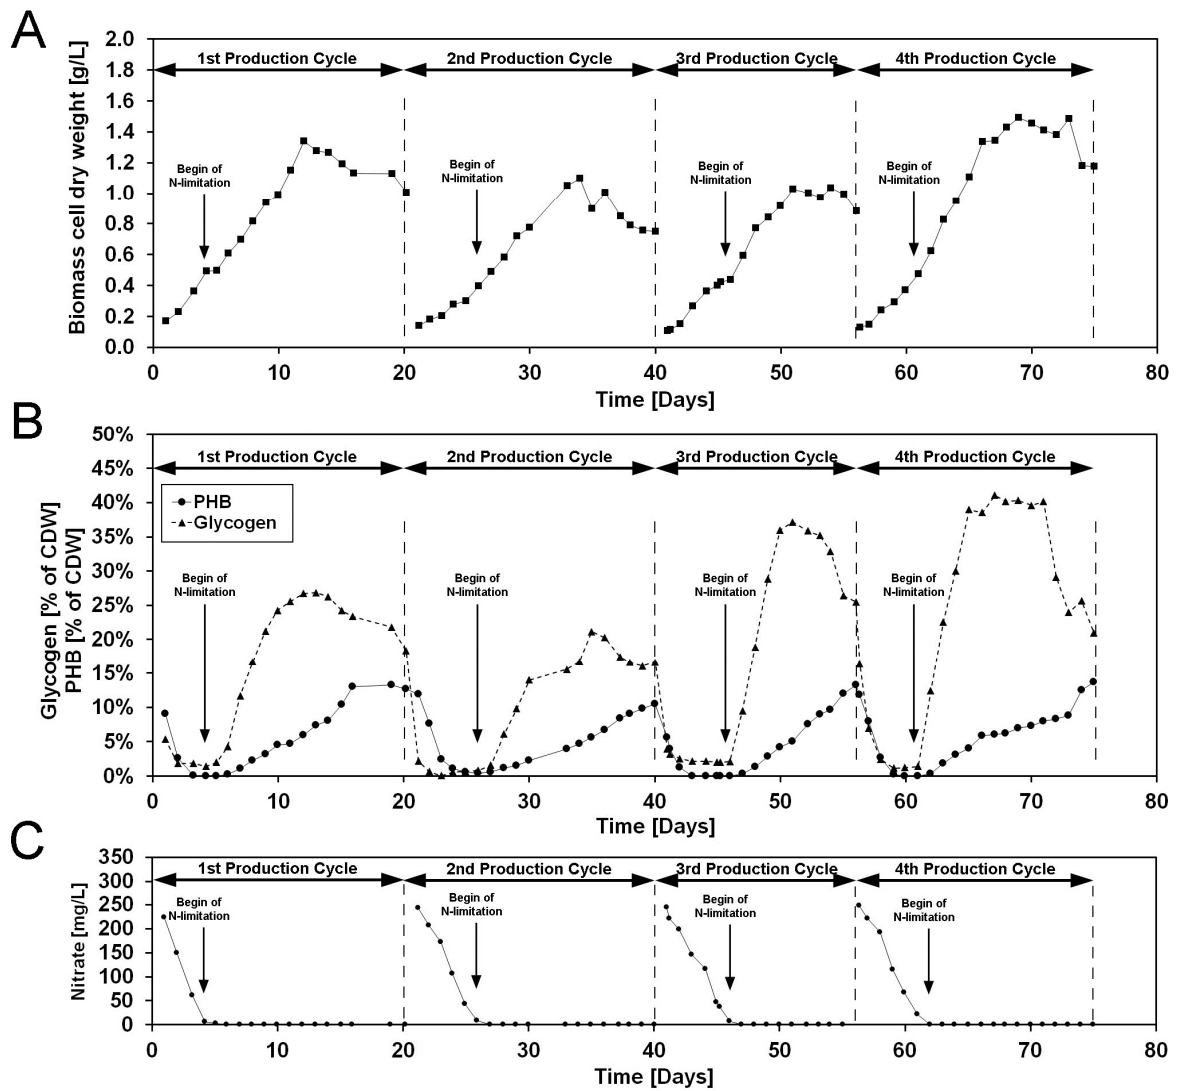 A
Biomass cell dry weight [g/L]
2.0
1.8
1.6
1.4
1.2
1.0
0.8
0.6
0.4
0.2
0.0
1st Production Cycle 2nd Production Cycle 3rd Production Cycle 4th Production Cycle
Begin of
N-limitation
Begin of
N-limitation
Begin of
N-limitation
Begin of
N-limitation
0 10 20 30 40 50 60 70 80
Time [Days]
B
Glycogen [% of CDW]
PHB [% of CDW]
50%
45%
40%
35%
30%
25%
20%
15%
10%
5%
0%
1st Production Cycle 2nd Production Cycle 3rd Production Cycle 4th Production Cycle
PHB
Glycogen
Begin of
N-limitation
Begin of
N-limitation
Begin of
N-limitation
Begin of
N-limitation
0 10 20 30 40 50 60 70 80
Time [Days]
C
Nitrate [mg/L]
350
300
250
200
150
100
50
0
1st Production Cycle 2nd Production Cycle 3rd Production Cycle 4th Production Cycle
Begin of
N-limitation
Begin of
N-limitation
Begin of
N-limitation
Begin of
N-limitation
0 10 20 30 40 50 60 70 80
Time [Days]